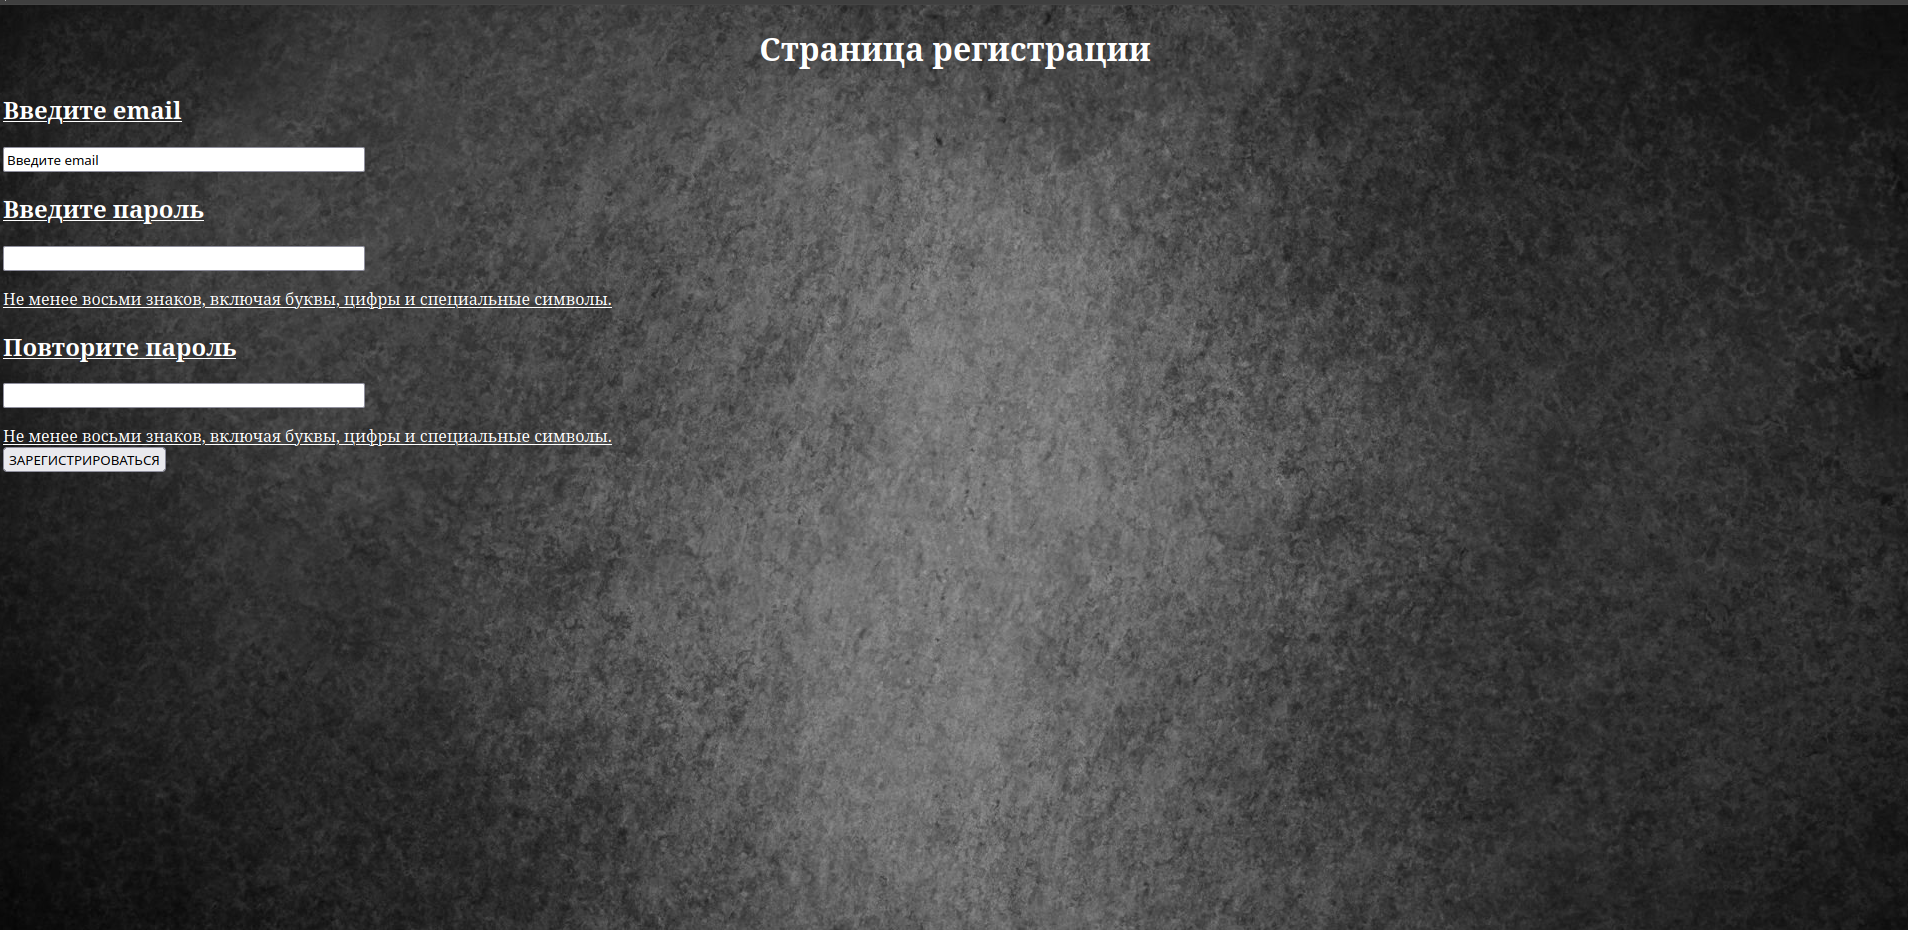 Страница регистрации
Введите email
Введите email
Введите пароль
Не менее восьми знаков, включая буквы, цифры и специальные символы.
Повторите пароль
Не менее восьми знаков, включая буквы, цифры и специальные символы.
ЗАРЕГИСТРИРОВАТЬСЯ